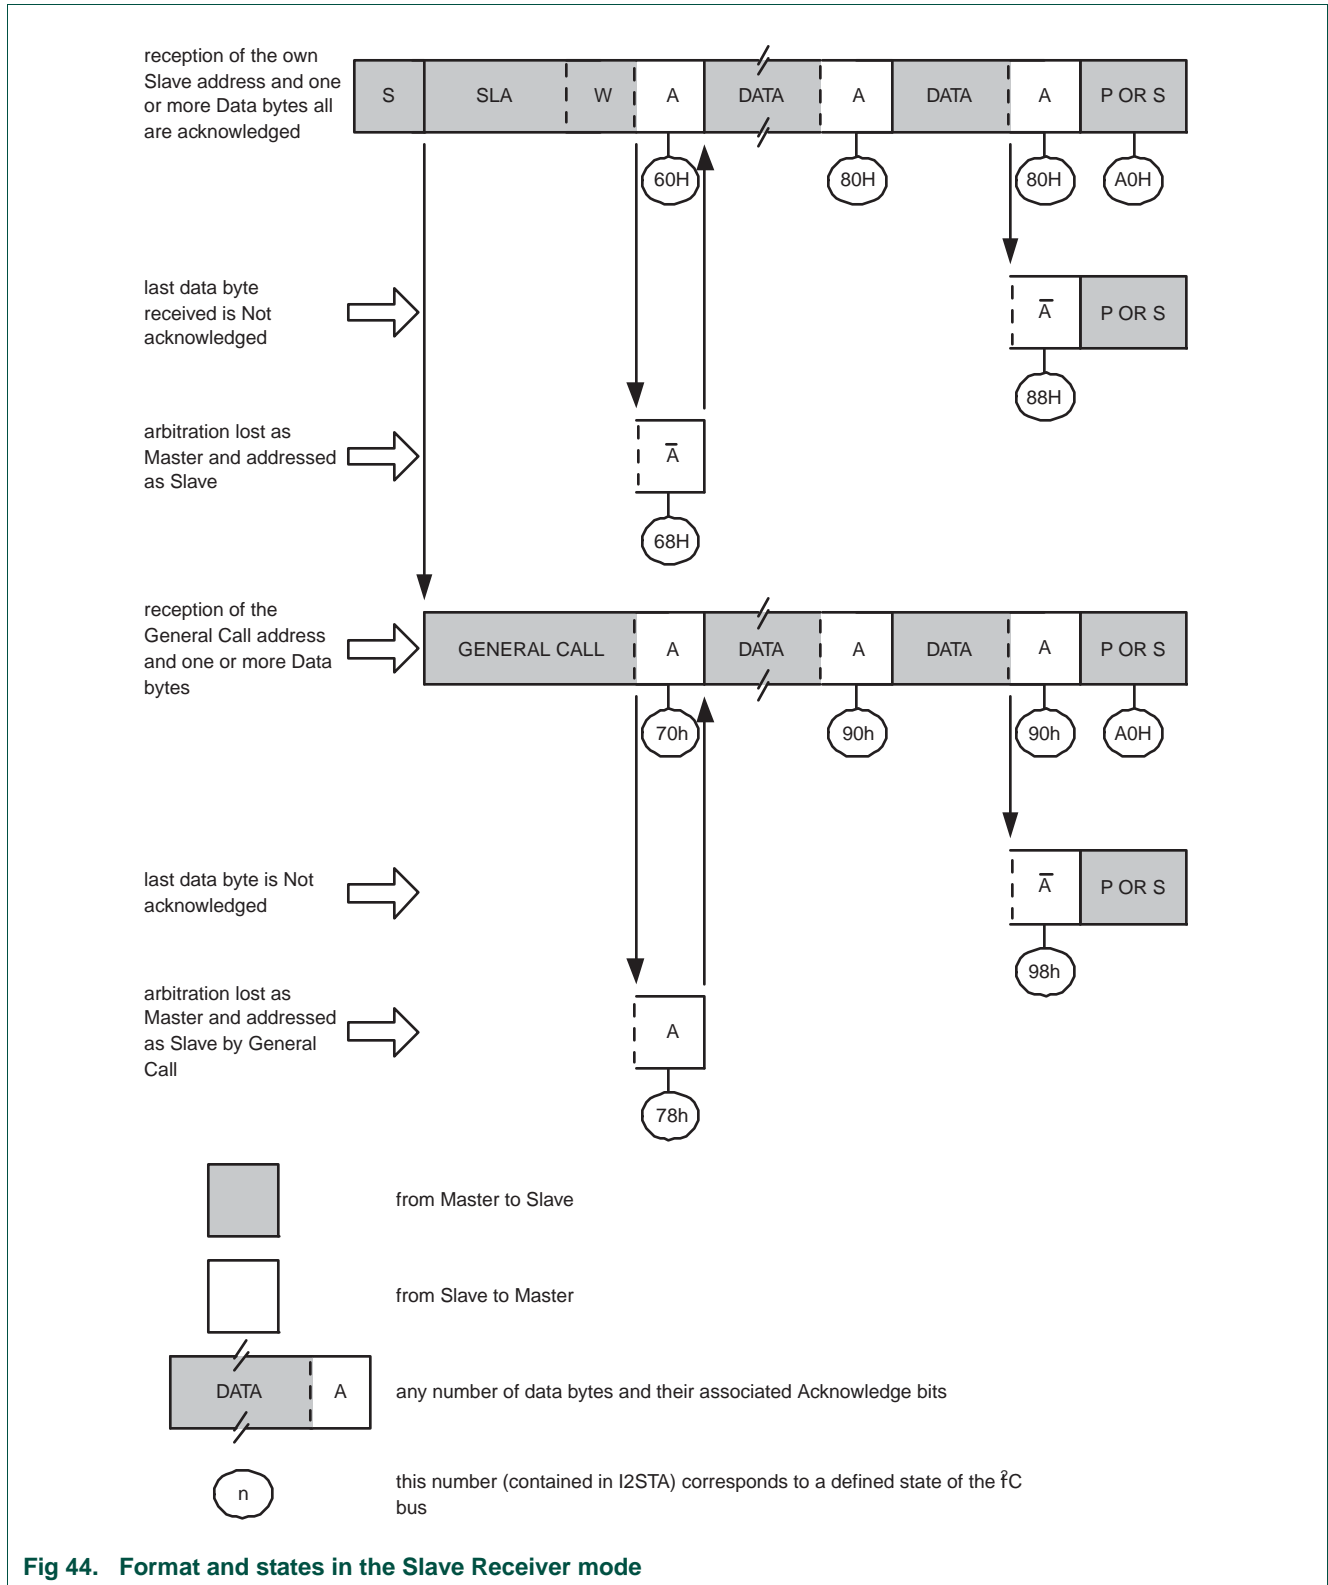 reception of the own
Slave address and one
or more Data bytes all
are acknowledged
S SLA W A DATA A DATA A P OR S
60H 80H 80H A0H
last data byte
received is Not
acknowledged
A̅ P OR S
88H
arbitration lost as
Master and addressed
as Slave
A̅
68H
reception of the
General Call address
and one or more Data
bytes
GENERAL CALL A DATA A DATA A P OR S
70h 90h 90h A0H
last data byte is Not
acknowledged
A̅ P OR S
98h
arbitration lost as
Master and addressed
as Slave by General
Call
A
78h
from Master to Slave
from Slave to Master
DATA A any number of data bytes and their associated Acknowledge bits
n this number (contained in I2STA) corresponds to a defined state of the I²C
bus
Fig 44. Format and states in the Slave Receiver mode